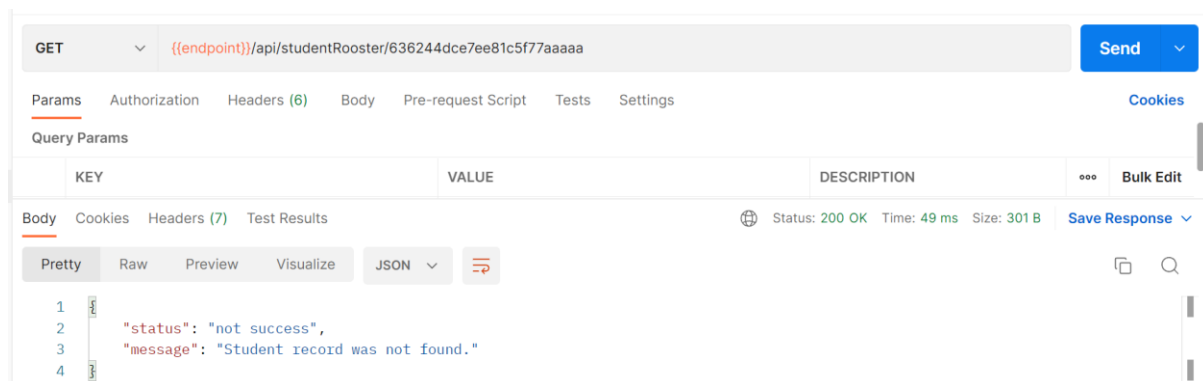 GET {{endpoint}}/api/studentRooster/636244dce7ee81c5f77aaaaa Send
Params Authorization Headers (6) Body Pre-request Script Tests Settings Cookies
Query Params
KEY VALUE DESCRIPTION ooo Bulk Edit
Body Cookies Headers (7) Test Results Status: 200 OK Time: 49 ms Size: 301 B Save Response
Pretty Raw Preview Visualize JSON
1 {
2 "status": "not success",
3 "message": "Student record was not found."
4 }